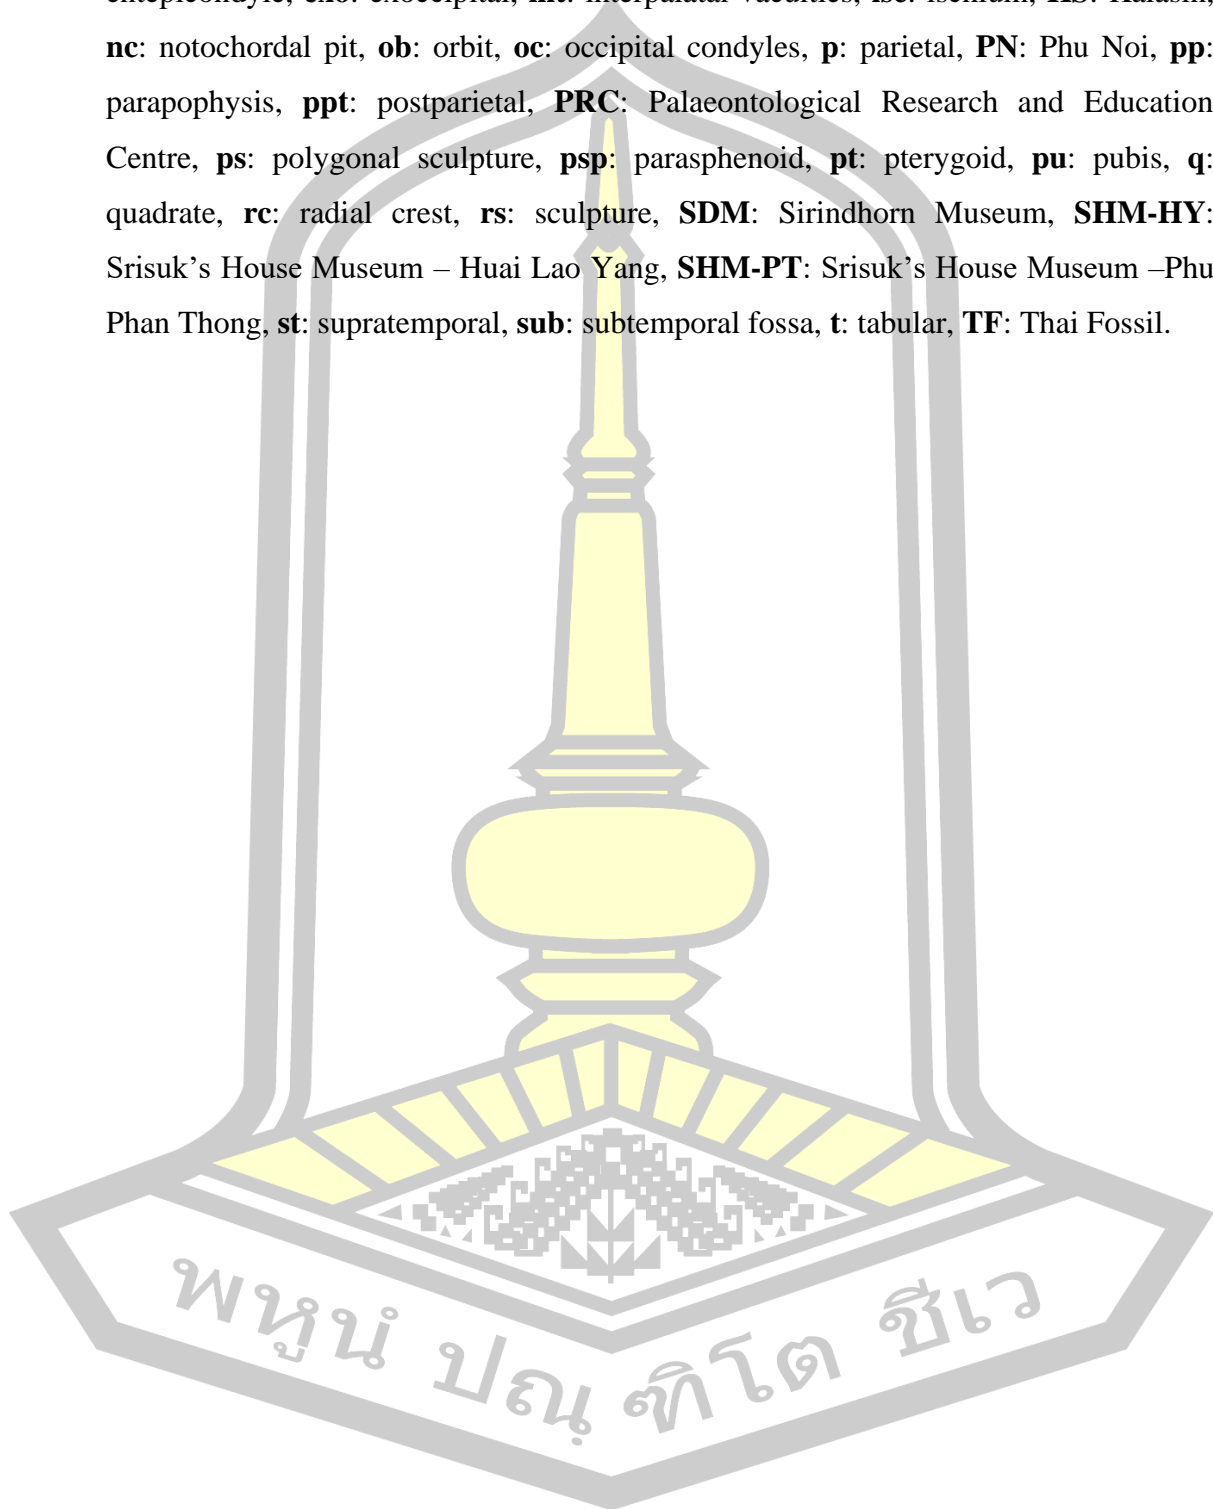 nc: notochordal pit, ob: orbit, oc: occipital condyles, p: parietal, PN: Phu Noi, pp:
parapophysis, ppt: postparietal, PRC: Palaeontological Research and Education
Centre, ps: polygonal sculpture, psp: parasphenoid, pt: pterygoid, pu: pubis, q:
quadrate, rc: radial crest, rs: sculpture, SDM: Sirindhorn Museum, SHM-HY:
Srisuk’s House Museum – Huai Lao Yang, SHM-PT: Srisuk’s House Museum –Phu
Phan Thong, st: supratemporal, sub: subtemporal fossa, t: tabular, TF: Thai Fossil.
พหูนํ ปณฺฑิโต ชีเว